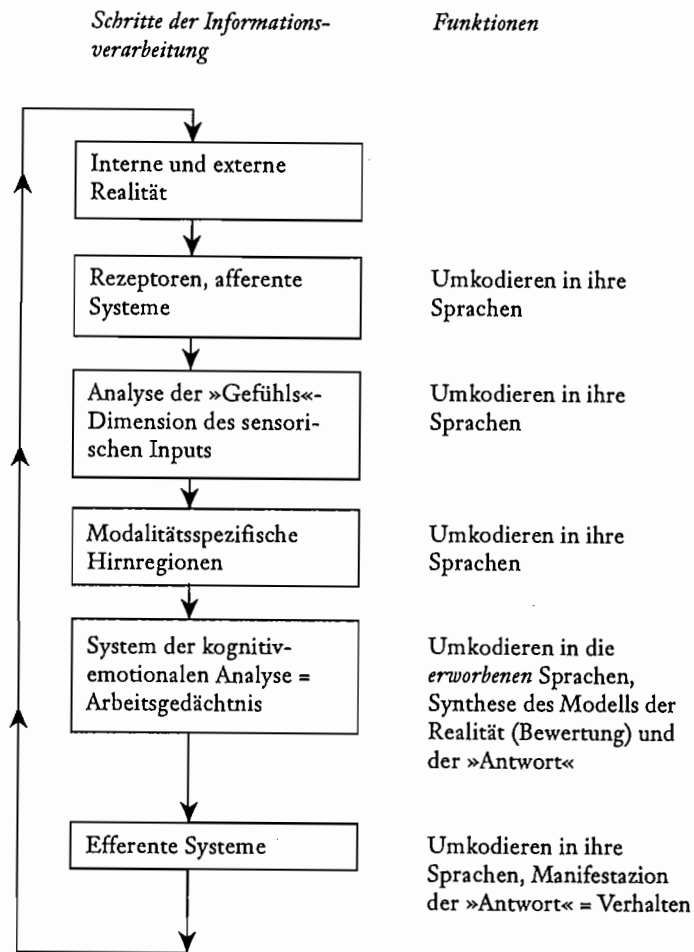 Schritte der Informations-
verarbeitung
Funktionen
Interne und externe
Realität
Rezeptoren, afferente
Systeme
Umkodieren in ihre
Sprachen
Analyse der »Gefühls«-
Dimension des sensori-
schen Inputs
Umkodieren in ihre
Sprachen
Modalitätsspezifische
Hirnregionen
Umkodieren in ihre
Sprachen
System der kognitiv-
emotionalen Analyse =
Arbeitsgedächtnis
Umkodieren in die
erworbenen Sprachen,
Synthese des Modells der
Realität (Bewertung) und
der »Antwort«
Efferente Systeme
Umkodieren in ihre
Sprachen, Manifestazion
der »Antwort« = Verhalten